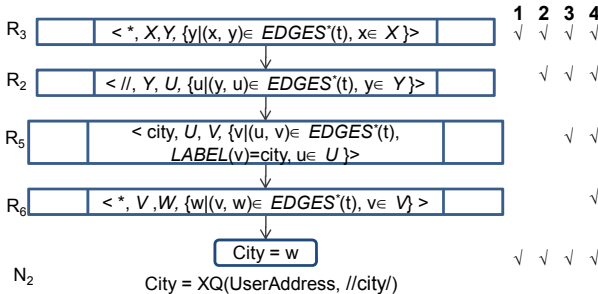 1 2 3 4
R3 < *, X,Y, {y|(x, y)∈ EDGES*(t), x∈ X }> √ √ √ √
R2 < //, Y, U, {u|(y, u)∈ EDGES*(t), y∈ Y}> √ √ √
R5 < city, U, V, {v|(u, v)∈ EDGES*(t), √ √
LABEL(v)=city, u∈ U }>
R6 < *, V ,W, {w|(v, w)∈ EDGES*(t), v∈ V} > √
City = w √ √ √ √
N2 City = XQ(UserAddress, //city/)